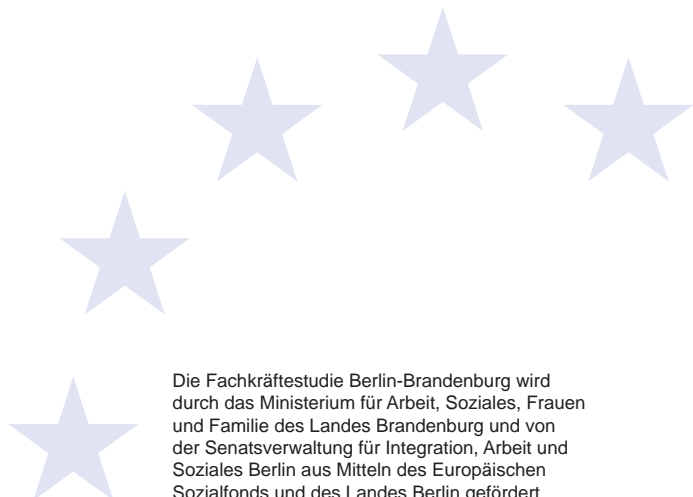 Die Fachkräftestudie Berlin-Brandenburg wird
durch das Ministerium für Arbeit, Soziales, Frauen
und Familie des Landes Brandenburg und von
der Senatsverwaltung für Integration, Arbeit und
Soziales Berlin aus Mitteln des Europäischen
Sozialfonds und des Landes Berlin gefördert